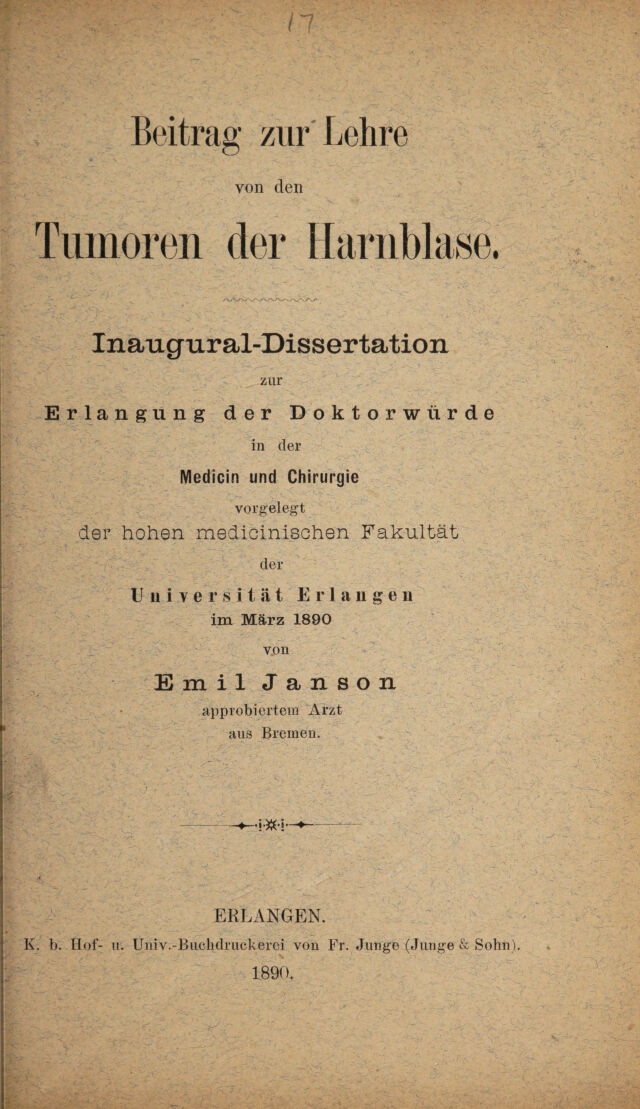 17
Beitrag zur Lehre
von den
Tumoren der Harnblase.
Inaugural-Dissertation
zur
Erlangung der Doktorwürde
in der
Medicin und Chirurgie
vorgelegt
der hohen medicinischen Fakultät
der
Universität Erlangen
im März 1890
von
Emil Janson
approbiertem Arzt
aus Bremen.
ERLANGEN.
K. b. Hof- u. Univ.-Buchdruckerei von Fr. Junge (Junge & Sohn).
1890.